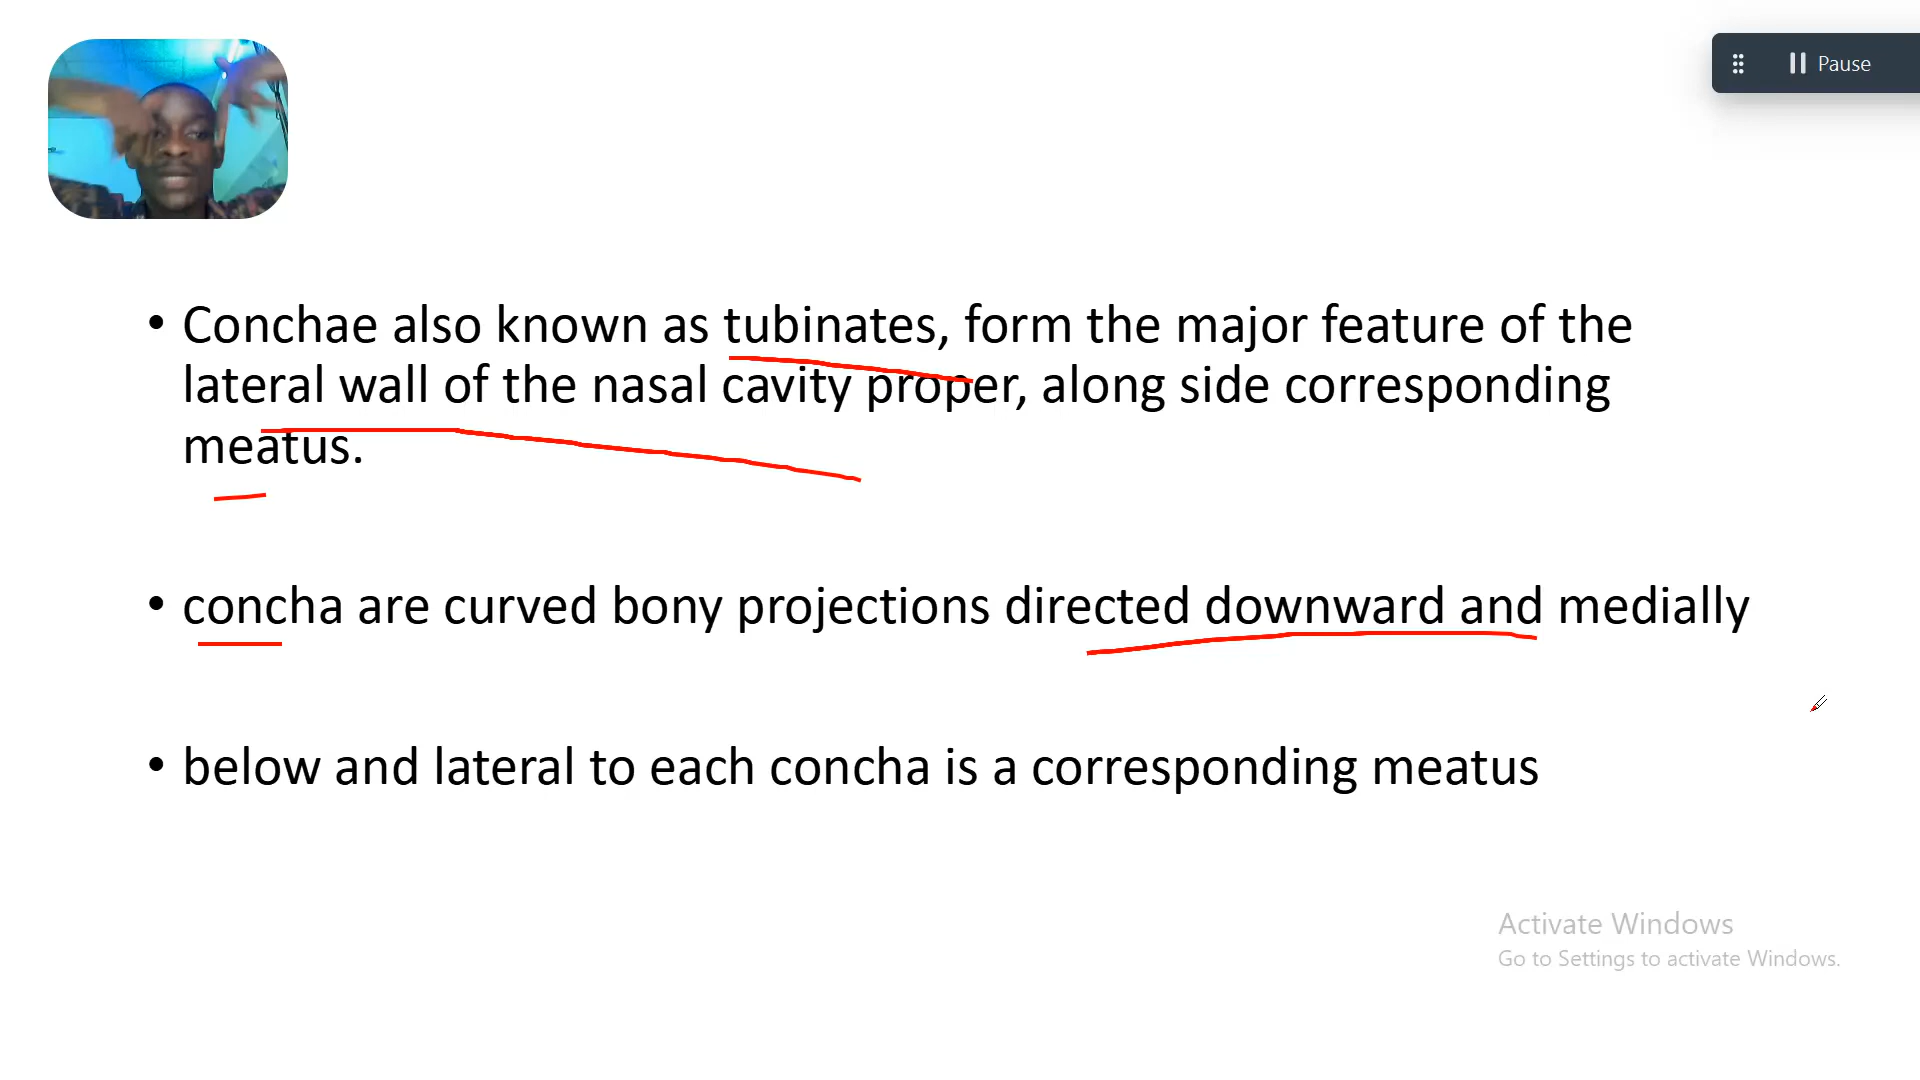 Pause
• Conchae also known as tubinates, form the major feature of the
lateral wall of the nasal cavity proper, along side corresponding
meatus.
• concha are curved bony projections directed downward and medially
• below and lateral to each concha is a corresponding meatus
Activate Windows
Go to Settings to activate Windows.